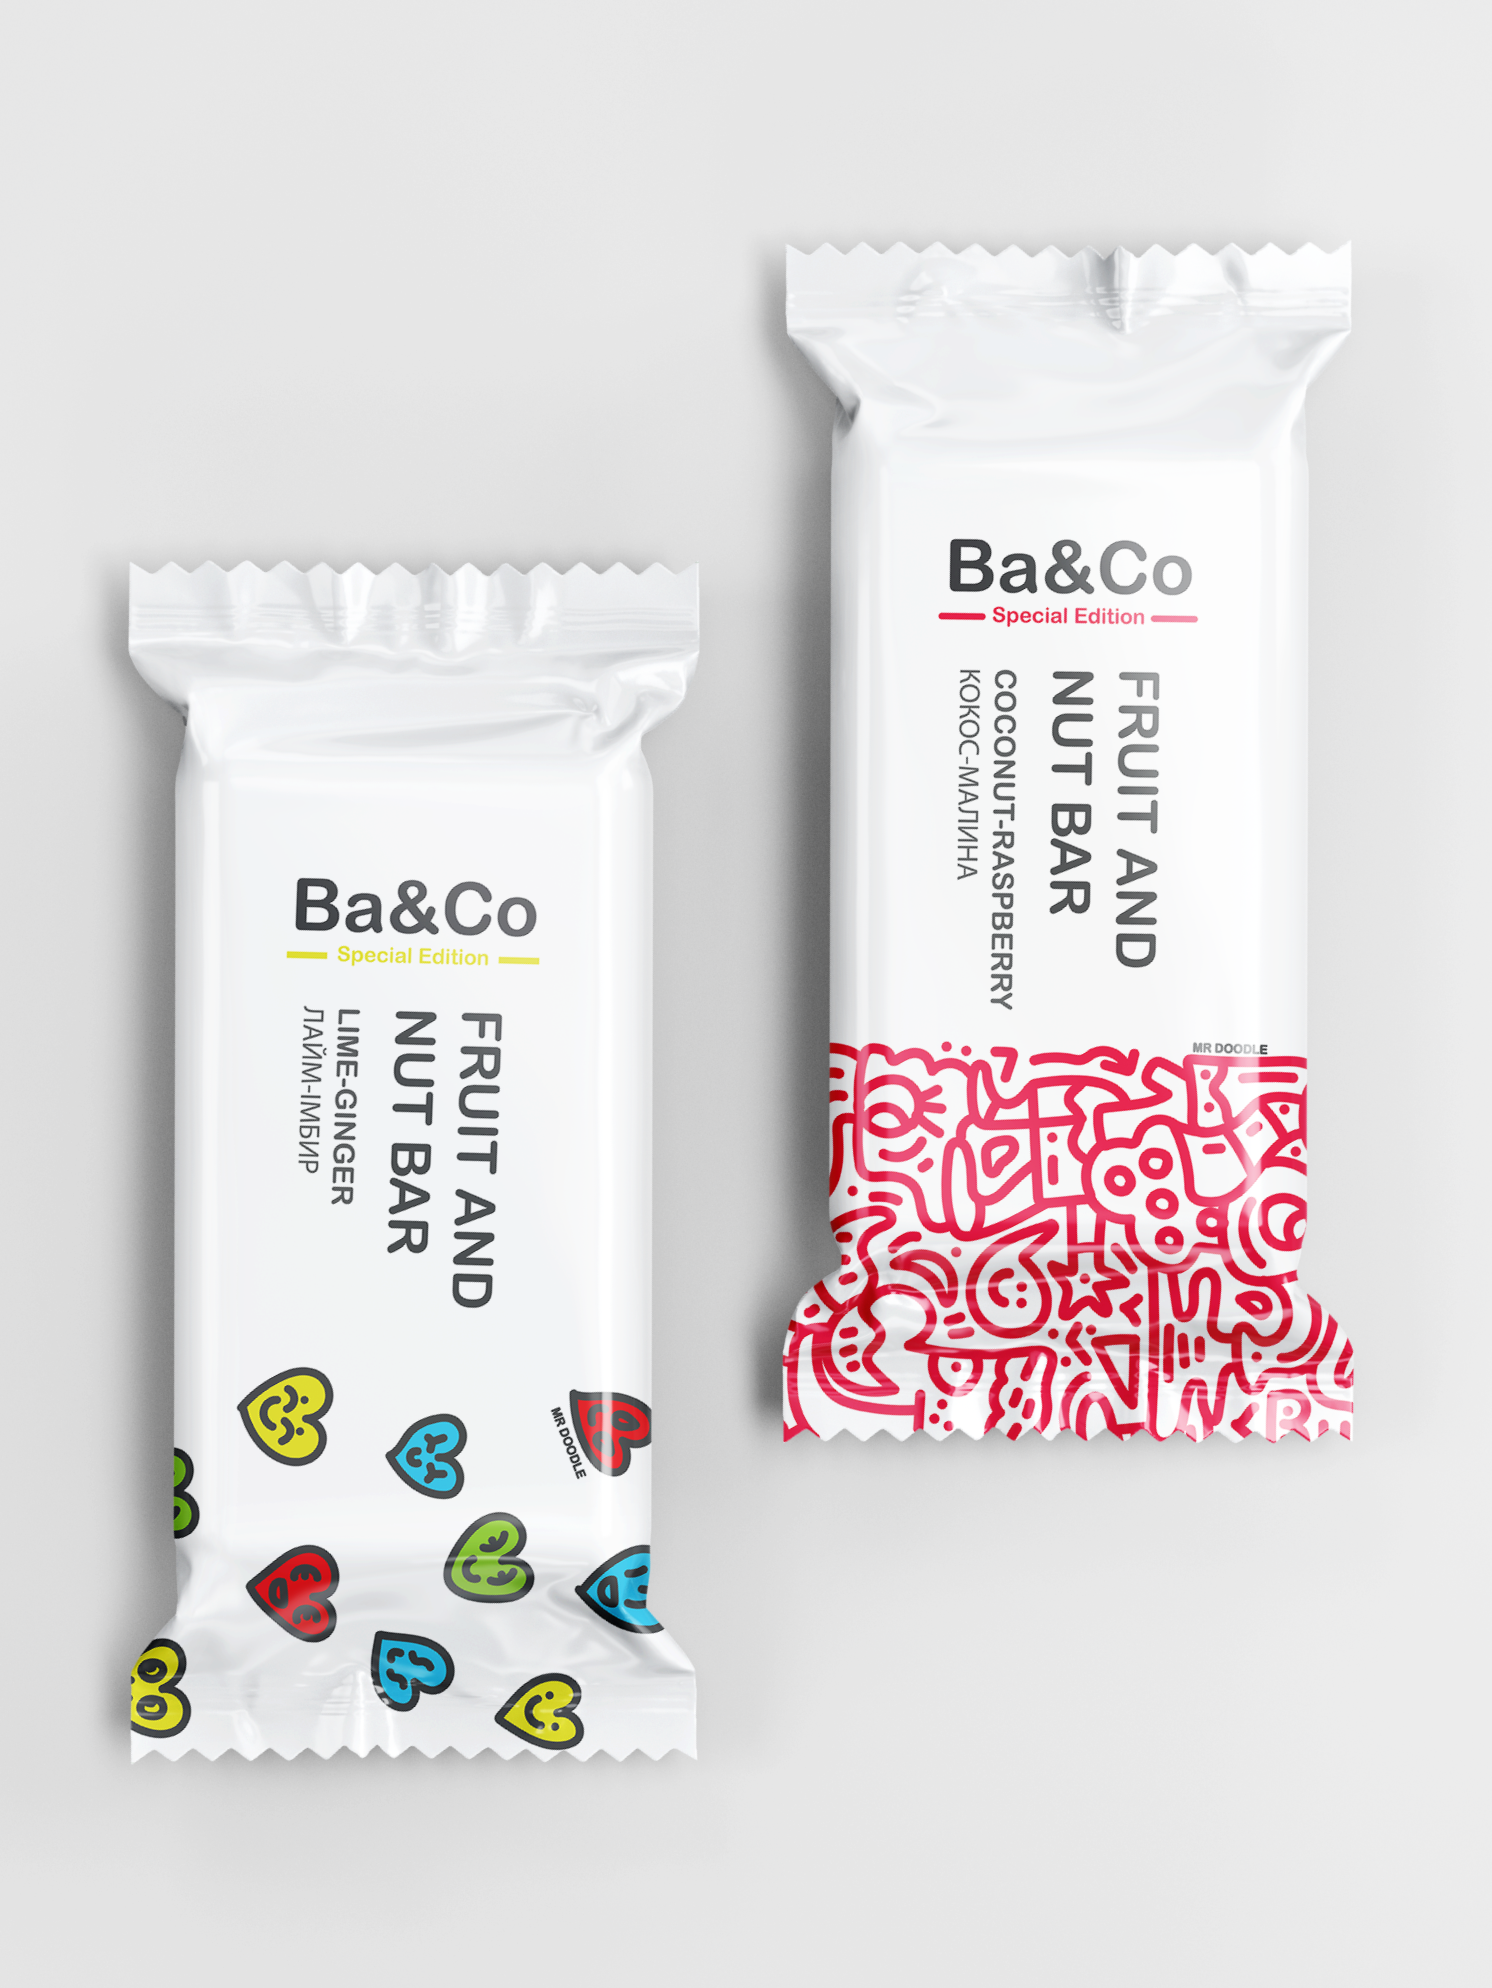 Ba&Co
Special Edition
FRUIT AND
NUT BAR
LIME-GINGER
ЛАЙМ-ІМБИР
MR DOODLE
Ba&Co
Special Edition
FRUIT AND
NUT BAR
COCONUT-RASPBERRY
КОКОС-МАЛИНА
MR DOODLE